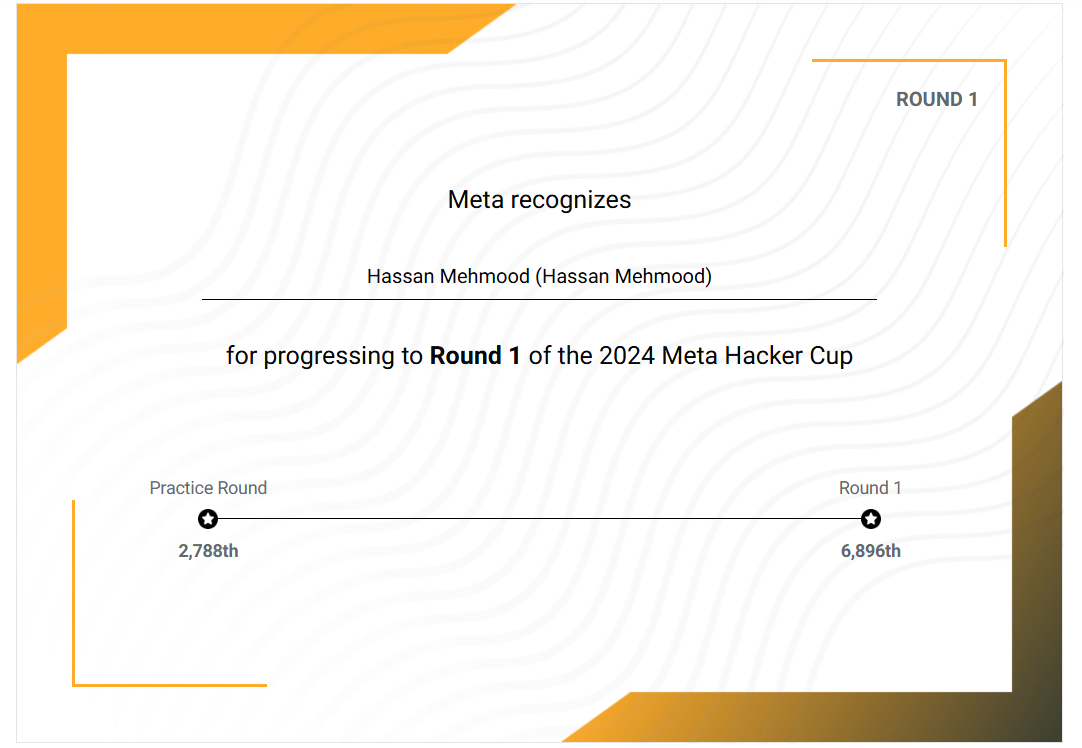 ROUND 1
Meta recognizes
Hassan Mehmood (Hassan Mehmood)
for progressing to Round 1 of the 2024 Meta Hacker Cup
Practice Round
Round 1
2,788th
6,896th